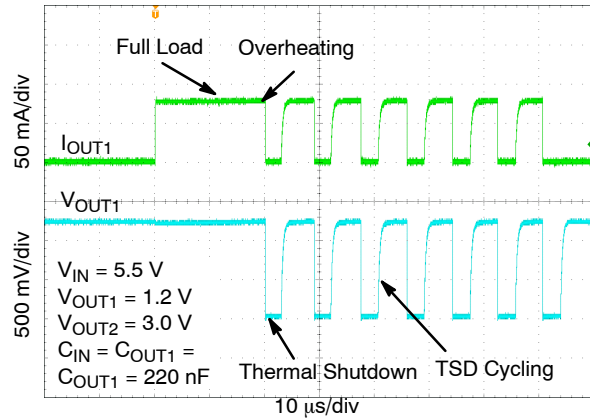 T
Full Load
Overheating
50 mA/div
IOUT1
VOUT1
500 mV/div
VIN = 5.5 V
VOUT1 = 1.2 V
VOUT2 = 3.0 V
CIN = COUT1 =
COUT1 = 220 nF
Thermal Shutdown
TSD Cycling
10 μs/div